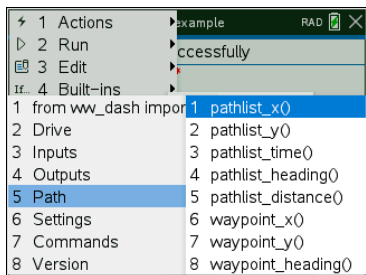 1 Actions
example RAD
2 Run
ccessfully
3 Edit
If... 4 Built-ins
1 from ww_dash impor
2 Drive
3 Inputs
4 Outputs
5 Path
6 Settings
7 Commands
8 Version
1 pathlist_x()
2 pathlist_y()
3 pathlist_time()
4 pathlist_heading()
5 pathlist_distance()
6 waypoint_x()
7 waypoint_y()
8 waypoint_heading()